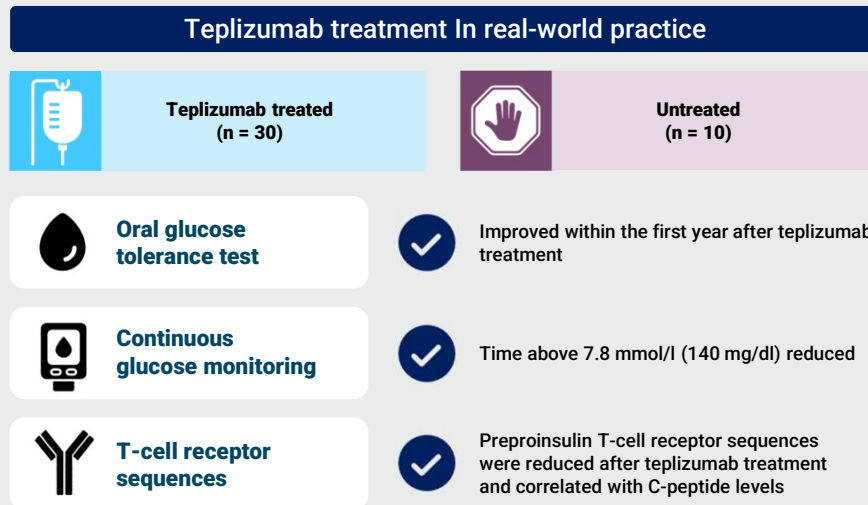 Teplizumab treatment In real-world practice
Teplizumab treated
(n = 30)
Untreated
(n = 10)
Oral glucose
tolerance test
Improved within the first year after teplizumab
treatment
Continuous
glucose monitoring
Time above 7.8 mmol/l (140 mg/dl) reduced
T-cell receptor
sequences
Preproinsulin T-cell receptor sequences
were reduced after teplizumab treatment
and correlated with C-peptide levels